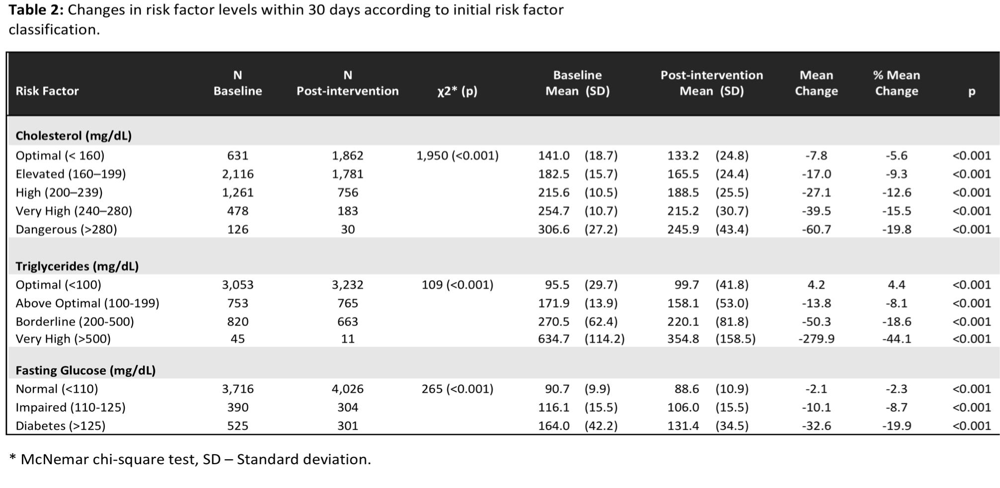 Table 2: Changes in risk factor levels within 30 days according to initial risk factor
classification.
N N Baseline Post-intervention Mean % Mean
Risk Factor Baseline Post-intervention χ2* (p) Mean (SD) Mean (SD) Change Change p
Cholesterol (mg/dL)
Optimal (< 160) 631 1,862 1,950 (<0.001) 141.0 (18.7) 133.2 (24.8) -7.8 -5.6 <0.001
Elevated (160–199) 2,116 1,781 182.5 (15.7) 165.5 (24.4) -17.0 -9.3 <0.001
High (200–239) 1,261 756 215.6 (10.5) 188.5 (25.5) -27.1 -12.6 <0.001
Very High (240–280) 478 183 254.7 (10.7) 215.2 (30.7) -39.5 -15.5 <0.001
Dangerous (>280) 126 30 306.6 (27.2) 245.9 (43.4) -60.7 -19.8 <0.001
Triglycerides (mg/dL)
Optimal (<100) 3,053 3,232 109 (<0.001) 95.5 (29.7) 99.7 (41.8) 4.2 4.4 <0.001
Above Optimal (100-199) 753 765 171.9 (13.9) 158.1 (53.0) -13.8 -8.1 <0.001
Borderline (200-500) 820 663 270.5 (62.4) 220.1 (81.8) -50.3 -18.6 <0.001
Very High (>500) 45 11 634.7 (114.2) 354.8 (158.5) -279.9 -44.1 <0.001
Fasting Glucose (mg/dL)
Normal (<110) 3,716 4,026 265 (<0.001) 90.7 (9.9) 88.6 (10.9) -2.1 -2.3 <0.001
Impaired (110-125) 390 304 116.1 (15.5) 106.0 (15.5) -10.1 -8.7 <0.001
Diabetes (>125) 525 301 164.0 (42.2) 131.4 (34.5) -32.6 -19.9 <0.001
* McNemar chi-square test, SD – Standard deviation.